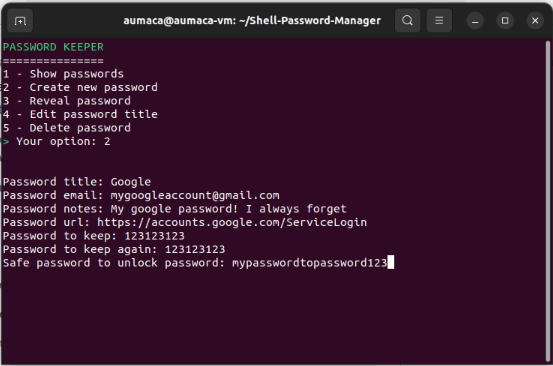 aumaca@aumaca-vm: ~/Shell-Password-Manager
PASSWORD KEEPER
===============
1 - Show passwords
2 - Create new password
3 - Reveal password
4 - Edit password title
5 - Delete password
> Your option: 2
Password title: Google
Password email: mygoogleaccount@gmail.com
Password notes: My google password! I always forget
Password url: https://accounts.google.com/ServiceLogin
Password to keep: 123123123
Password to keep again: 123123123
Safe password to unlock password: mypasswordtopassword123